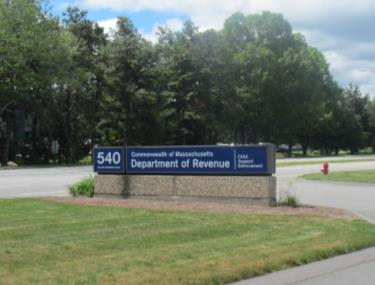 540
Commonwealth of Massachusetts
Department of Revenue
Child
Support
Enforcement